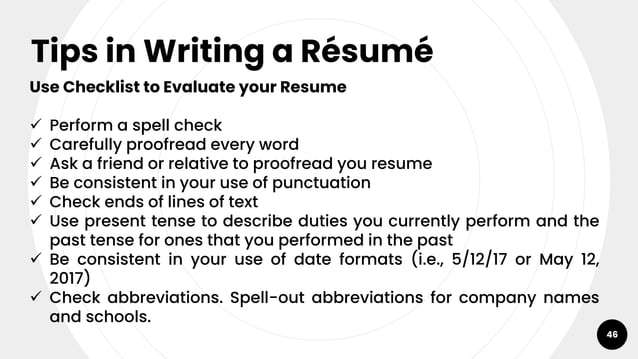 Tips in Writing a Résumé
Use Checklist to Evaluate your Resume
✓ Perform a spell check
✓ Carefully proofread every word
✓ Ask a friend or relative to proofread you resume
✓ Be consistent in your use of punctuation
✓ Check ends of lines of text
✓ Use present tense to describe duties you currently perform and the
past tense for ones that you performed in the past
✓ Be consistent in your use of date formats (i.e., 5/12/17 or May 12,
2017)
✓ Check abbreviations. Spell-out abbreviations for company names
and schools.
46